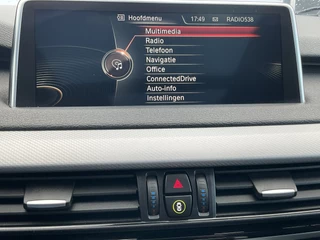 Hoofdmenu 17:49 RADIO538
Multimedia
Radio
Telefoon
Navigatie
Office
ConnectedDrive
Auto-info
Instellingen